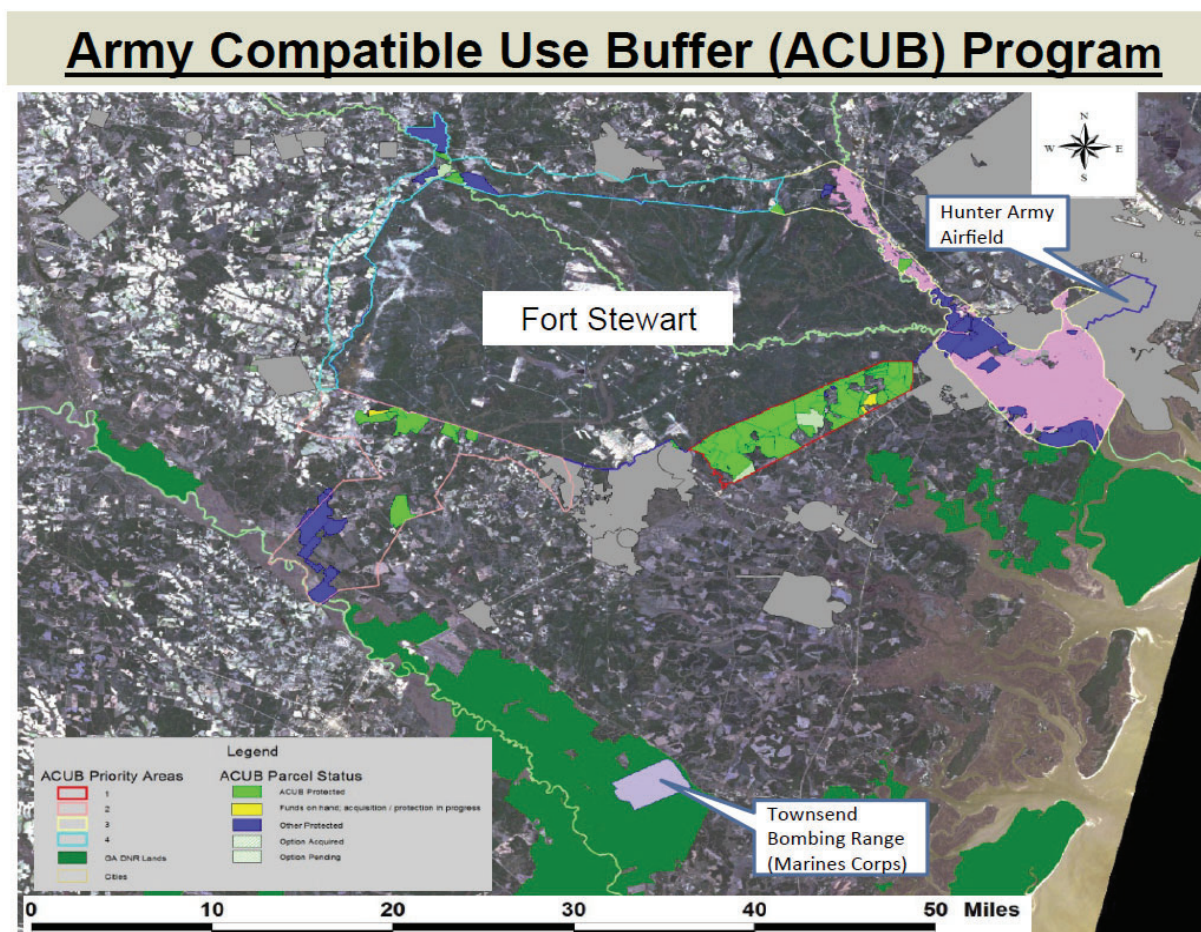 Army Compatible Use Buffer (ACUB) Program
N
W E
S
Hunter Army
Airfield
Fort Stewart
Legend
ACUB Priority Areas
1
2
3
4
GA DNR Lands
Cities
ACUB Parcel Status
ACUB Protected
Funds on hand; acquisition / protection in progress
Other Protected
Option Acquired
Option Pending
Townsend
Bombing Range
(Marines Corps)
0 10 20 30 40 50 Miles